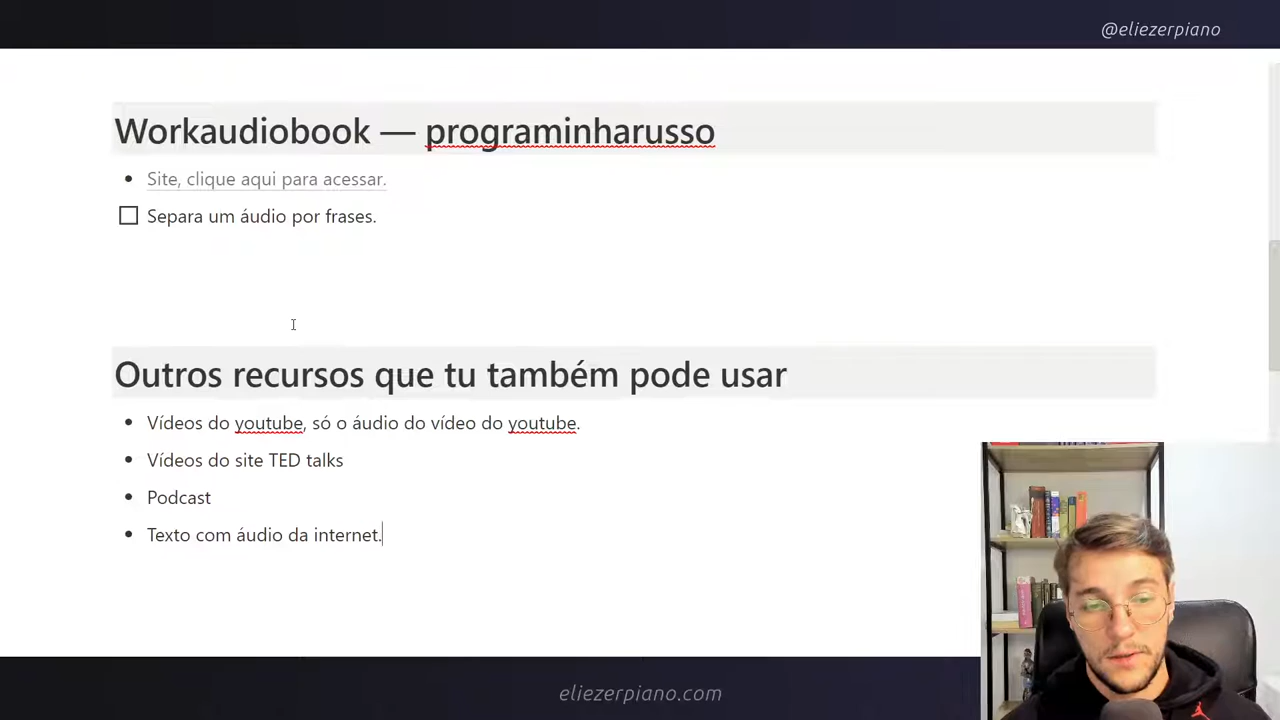 @eliezerpiano
Workaudiobook — programinharusso
Site, clique aqui para acessar.
Separa um áudio por frases.
Outros recursos que tu também pode usar
Vídeos do youtube, só o áudio do vídeo do youtube.
Vídeos do site TED talks
Podcast
Texto com áudio da internet.
eliezerpiano.com